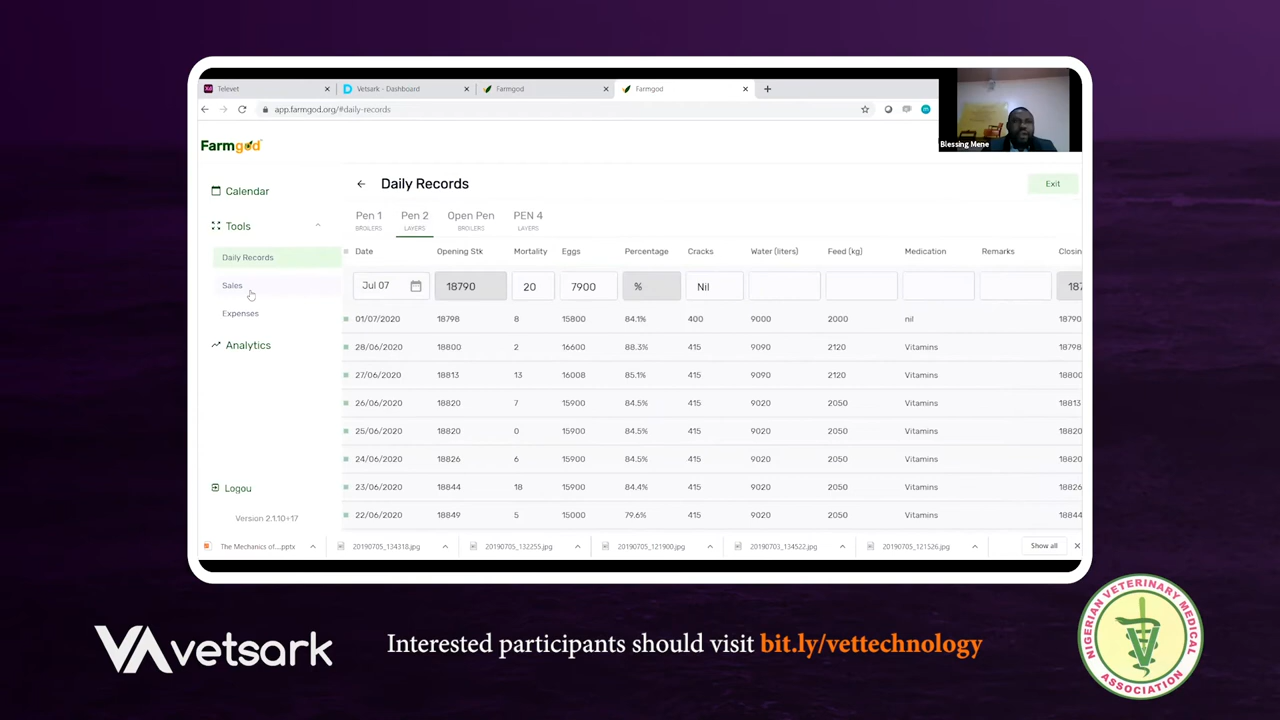 Televet
Vetsark - Dashboard
Farmgod
Farmgod
app.farmgod.org/#daily-records
Blessing Mene
Farmgod
Calendar
Tools
Daily Records
Sales
Expenses
Analytics
Logou
Version 2.1.10+17
Daily Records
Exit
Pen 1 Pen 2 Open Pen PEN 4
BROILERS LAYERS BROILERS LAYERS
Date Opening Stk Mortality Eggs Percentage Cracks Water (liters) Feed (kg) Medication Remarks Closin
Jul 07 18790 20 7900 % Nil 187
01/07/2020 18798 8 15800 84.1% 400 9000 2000 nil 18790
28/06/2020 18800 2 16600 88.3% 415 9090 2120 Vitamins 18798
27/06/2020 18813 13 16008 85.1% 415 9090 2120 Vitamins 18800
26/06/2020 18820 7 15900 84.5% 415 9020 2050 Vitamins 18813
25/06/2020 18820 0 15900 84.5% 415 9020 2050 Vitamins 18820
24/06/2020 18826 6 15900 84.5% 415 9020 2050 Vitamins 18820
23/06/2020 18844 18 15900 84.4% 415 9020 2050 Vitamins 18826
22/06/2020 18849 5 15000 79.6% 415 9020 2050 Vitamins 18844
The Mechanics of....pptx 20190705_134318.jpg 20190705_132255.jpg 20190705_121900.jpg 20190703_134522.jpg 20190705_121526.jpg Show all
vetsark
Interested participants should visit bit.ly/vettechnology
NIGERIAN VETERINARY MEDICAL
ASSOCIATION